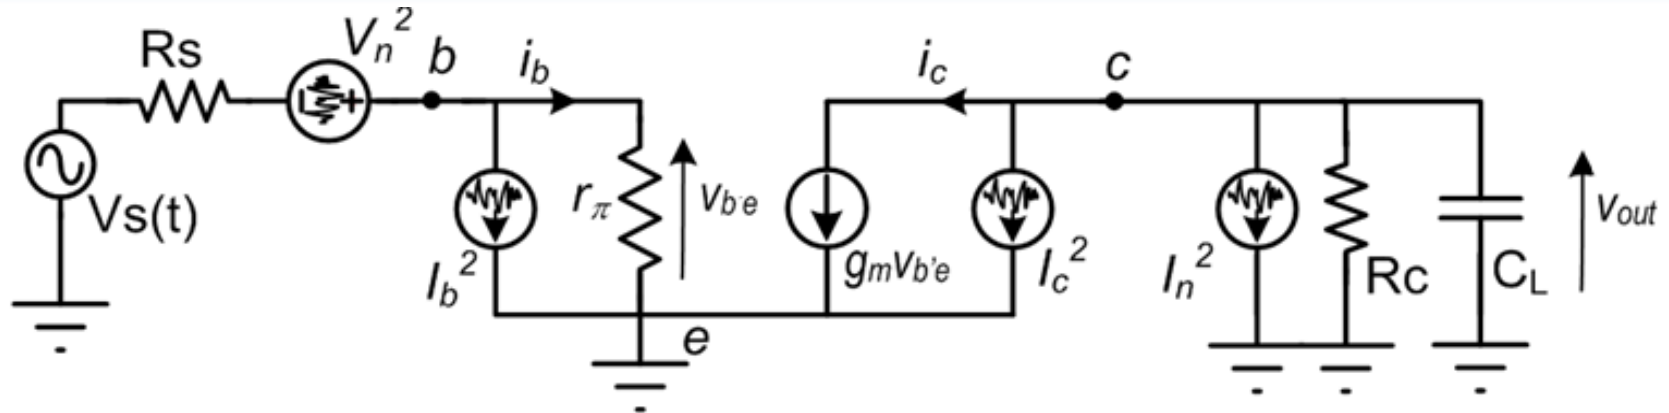 Rs
Vn²
b
ib
ic
c
Vs(t)
Ib²
rπ
vb'e
gmvb'e
Ic²
In²
Rc
CL
vout
e